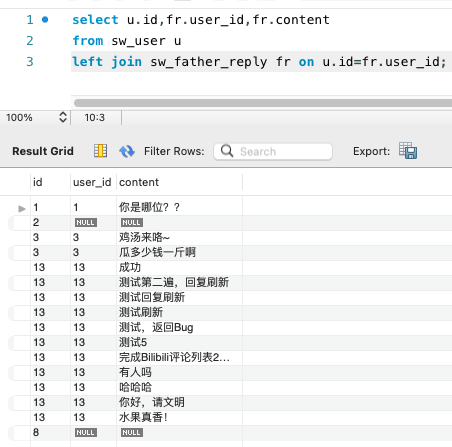 1 select u.id,fr.user_id,fr.content
2 from sw_user u
3 left join sw_father_reply fr on u.id=fr.user_id;
100% 10:3
Result Grid Filter Rows: Search Export:
id user_id content
1 1 你是哪位？？
2 NULL NULL
3 3 鸡汤来咯~
3 3 瓜多少钱一斤啊
13 13 成功
13 13 测试第二遍，回复刷新
13 13 测试回复刷新
13 13 测试刷新
13 13 测试，返回Bug
13 13 测试5
13 13 完成Bilibili评论列表2...
13 13 有人吗
13 13 哈哈哈
13 13 你好，请文明
13 13 水果真香！
8 NULL NULL